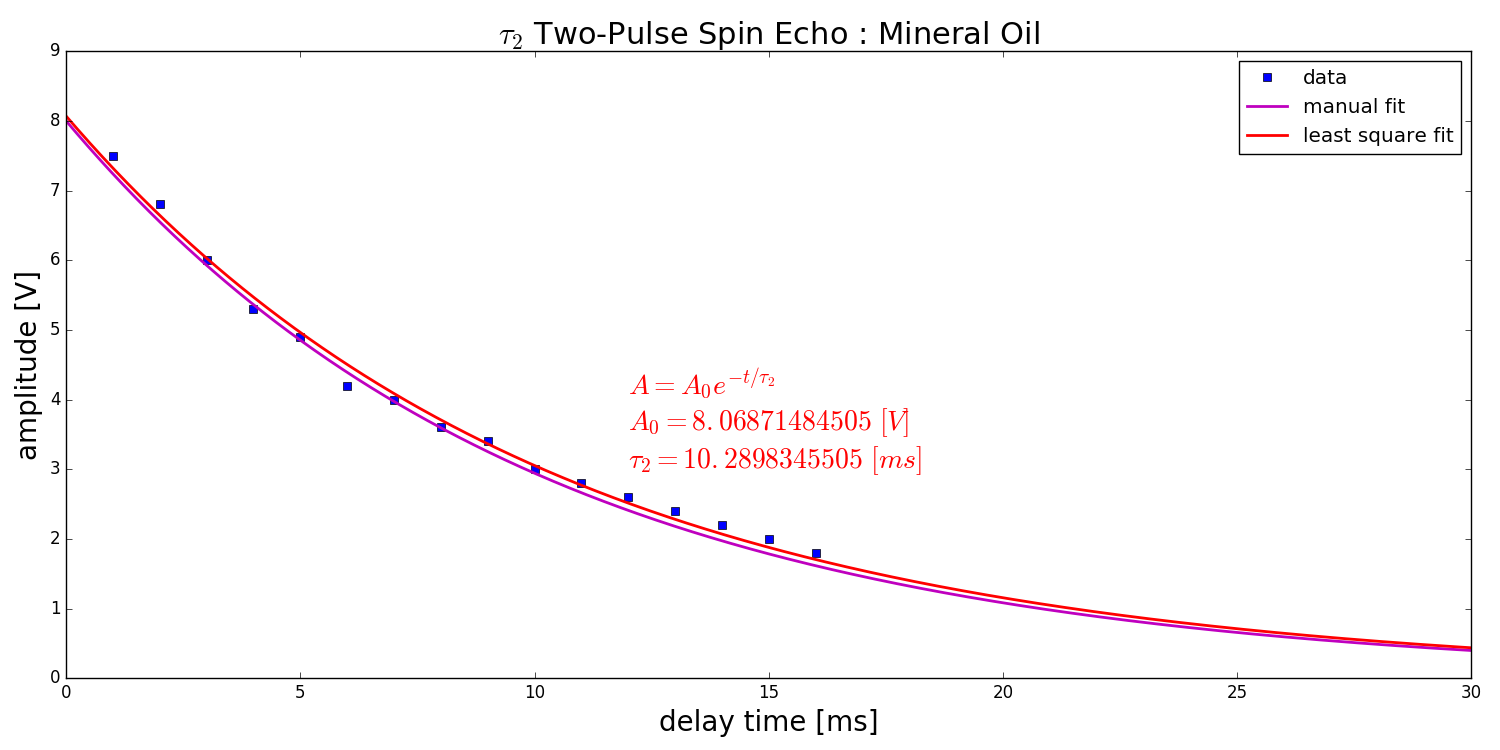 τ₂ Two-Pulse Spin Echo : Mineral Oil
9
8
7
6
5
4
3
2
1
0
amplitude [V]
data
manual fit
least square fit
A = A₀e^{-t/τ₂}
A₀ = 8.06871484505 [V]
τ₂ = 10.2898345505 [ms]
0 5 10 15 20 25 30
delay time [ms]